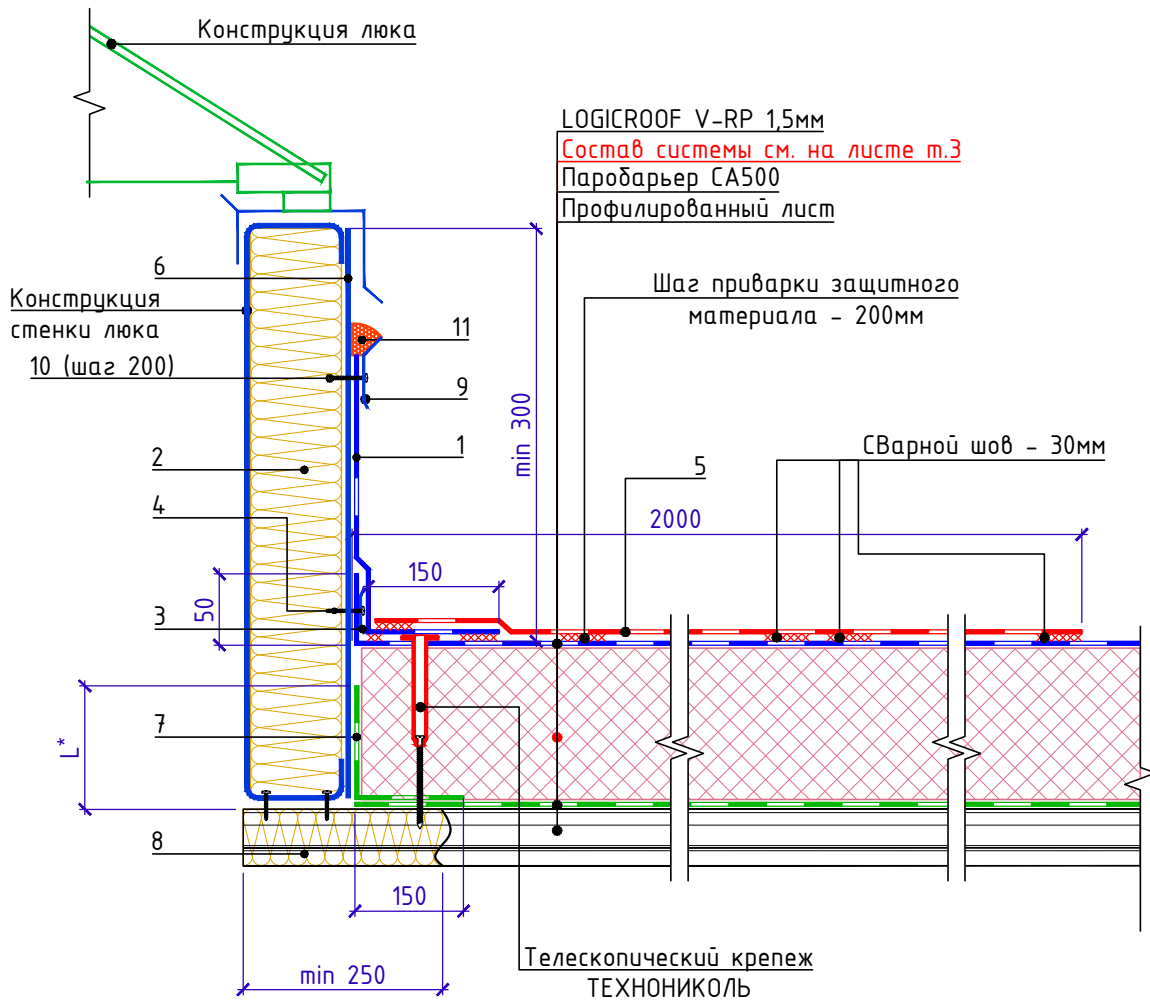 Конструкция люка
LOGICROOF V-RP 1,5мм
Состав системы см. на листе т.3
Паробарьер СА500
Профилированный лист
6
Шаг приварки защитного
материала - 200мм
Конструкция
стенки люка
10 (шаг 200)
11
9
min 300
1
СВарной шов - 30мм
2
5
4
2000
150
50
3
7
L*
8
150
Телескопический крепеж
ТЕХНОНИКОЛЬ
min 250